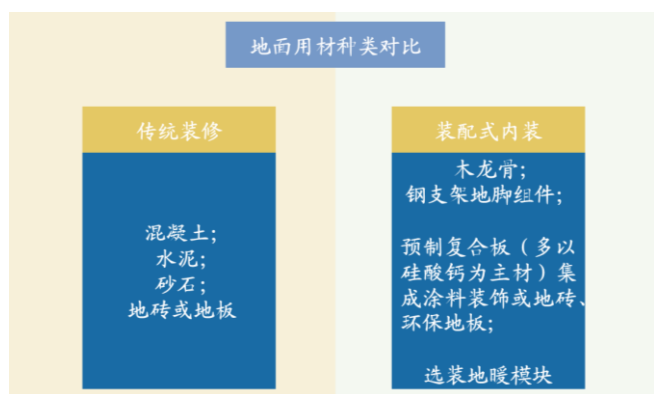 地面用材种类对比
传统装修
混凝土;
水泥;
砂石;
地砖或地板
装配式内装
木龙骨;
钢支架地脚组件;
预制复合板（多以
硅酸钙为主材）集
成涂料装饰或地砖、
环保地板;
选装地暖模块